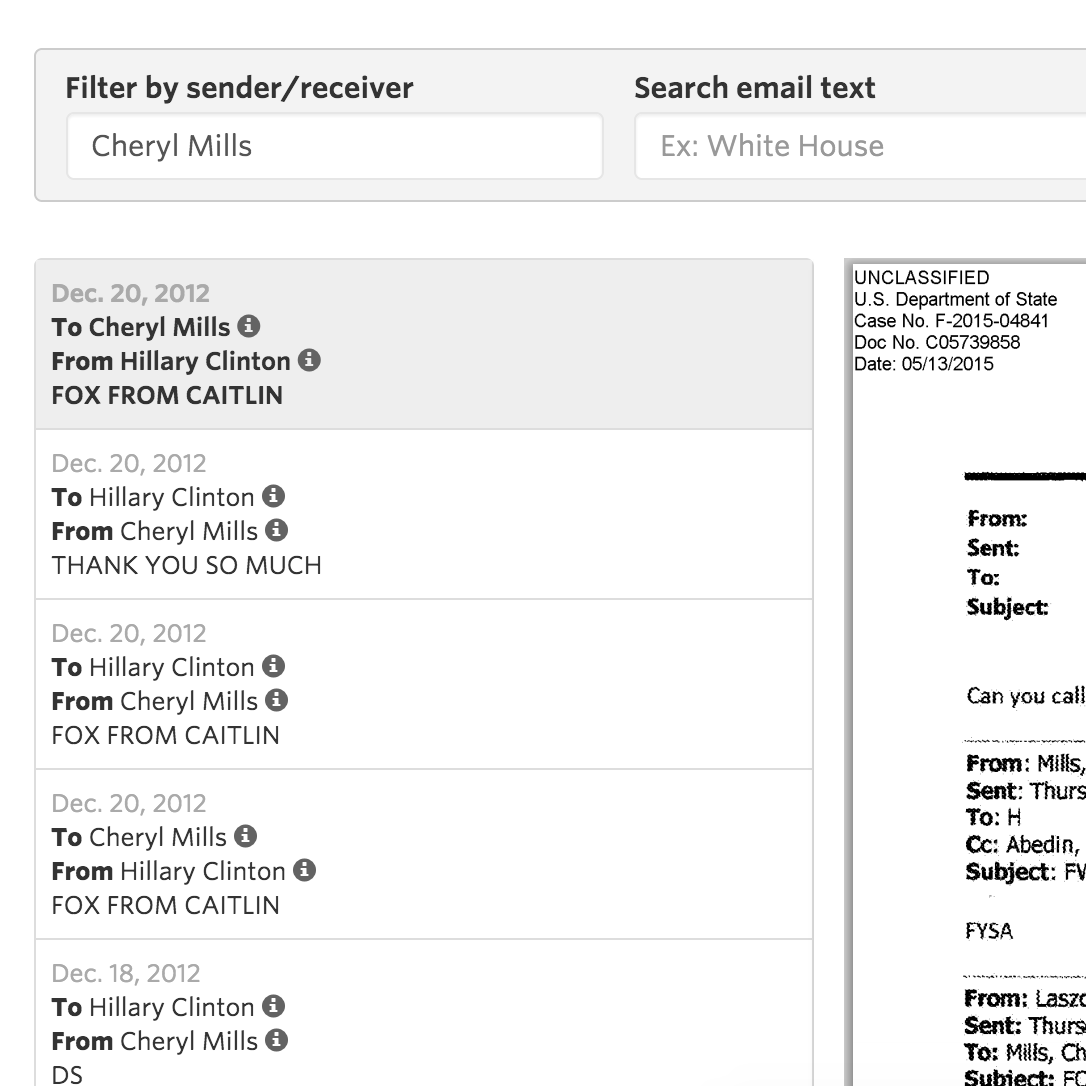 Filter by sender/receiver
Cheryl Mills
Search email text
Ex: White House
Dec. 20, 2012
To Cheryl Mills
From Hillary Clinton
FOX FROM CAITLIN
Dec. 20, 2012
To Hillary Clinton
From Cheryl Mills
THANK YOU SO MUCH
Dec. 20, 2012
To Hillary Clinton
From Cheryl Mills
FOX FROM CAITLIN
Dec. 20, 2012
To Cheryl Mills
From Hillary Clinton
FOX FROM CAITLIN
Dec. 18, 2012
To Hillary Clinton
From Cheryl Mills
DS
UNCLASSIFIED
U.S. Department of State
Case No. F-2015-04841
Doc No. C05739858
Date: 05/13/2015
From:
Sent:
To:
Subject:
Can you call
From: Mills,
Sent: Thurs
To: H
Cc: Abedin,
Subject:
FYSA
From:
Sent: Thurs
To: Mills, Ch
Subject: